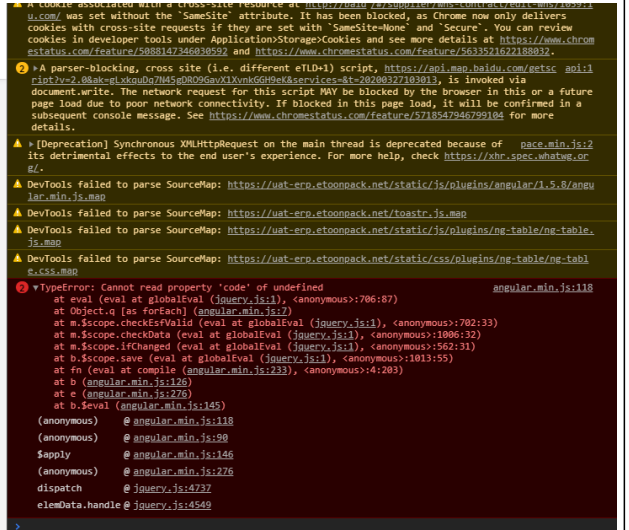 A cookie associated with a cross-site resource at http://baid /e/supplier/whs-contract/edit-whs/1059:1
u.com/ was set without the `SameSite` attribute. It has been blocked, as Chrome now only delivers
cookies with cross-site requests if they are set with `SameSite=None` and `Secure`. You can review
cookies in developer tools under Application>Storage>Cookies and see more details at https://www.chrom
estatus.com/feature/5088147346030592 and https://www.chromestatus.com/feature/5633521622188032.
2 ▶A parser-blocking, cross site (i.e. different eTLD+1) script, https://api.map.baidu.com/getsc api:1
ript?v=2.0&ak=gLxkquDq7N45gDRO9GavX1XvnkGGH9eK&services=&t=20200327103013, is invoked via
document.write. The network request for this script MAY be blocked by the browser in this or a future
page load due to poor network connectivity. If blocked in this page load, it will be confirmed in a
subsequent console message. See https://www.chromestatus.com/feature/5718547946799104 for more
details.
▶[Deprecation] Synchronous XMLHttpRequest on the main thread is deprecated because of pace.min.js:2
its detrimental effects to the end user's experience. For more help, check https://xhr.spec.whatwg.or
g/.
DevTools failed to parse SourceMap: https://uat-erp.etoonpack.net/static/js/plugins/angular/1.5.8/angu
lar.min.js.map
DevTools failed to parse SourceMap: https://uat-erp.etoonpack.net/toastr.js.map
DevTools failed to parse SourceMap: https://uat-erp.etoonpack.net/static/js/plugins/ng-table/ng-table.
js.map
DevTools failed to parse SourceMap: https://uat-erp.etoonpack.net/static/css/plugins/ng-table/ng-tabl
e.css.map
2 ▼TypeError: Cannot read property 'code' of undefined angular.min.js:118
at eval (eval at globalEval (jquery.js:1), <anonymous>:706:87)
at Object.q [as forEach] (angular.min.js:7)
at m.$scope.checkEsfValid (eval at globalEval (jquery.js:1), <anonymous>:702:33)
at m.$scope.checkData (eval at globalEval (jquery.js:1), <anonymous>:1006:32)
at m.$scope.ifChanged (eval at globalEval (jquery.js:1), <anonymous>:562:31)
at b.$scope.save (eval at globalEval (jquery.js:1), <anonymous>:1013:55)
at fn (eval at compile (angular.min.js:233), <anonymous>:4:203)
at b (angular.min.js:126)
at e (angular.min.js:276)
at b.$eval (angular.min.js:145)
(anonymous) @ angular.min.js:118
(anonymous) @ angular.min.js:90
$apply @ angular.min.js:146
(anonymous) @ angular.min.js:276
dispatch @ jquery.js:4737
elemData.handle @ jquery.js:4549